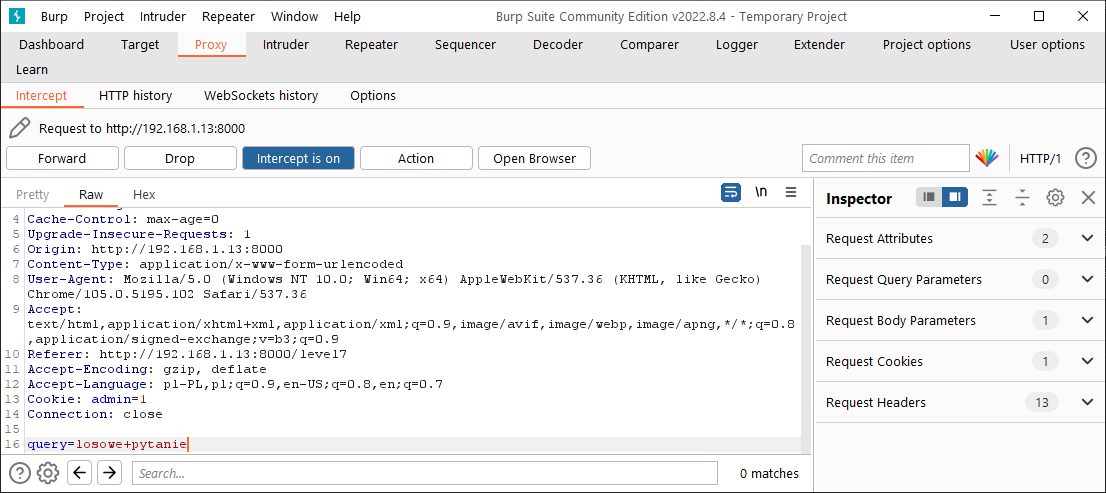 Burp Project Intruder Repeater Window Help Burp Suite Community Edition v2022.8.4 - Temporary Project
Dashboard Target Proxy Intruder Repeater Sequencer Decoder Comparer Logger Extender Project options User options
Learn
Intercept HTTP history WebSockets history Options
Request to http://192.168.1.13:8000
Forward Drop Intercept is on Action Open Browser Comment this item HTTP/1 ?
Pretty Raw Hex \n
4 Cache-Control: max-age=0
5 Upgrade-Insecure-Requests: 1
6 Origin: http://192.168.1.13:8000
7 Content-Type: application/x-www-form-urlencoded
8 User-Agent: Mozilla/5.0 (Windows NT 10.0; Win64; x64) AppleWebKit/537.36 (KHTML, like Gecko)
Chrome/105.0.5195.102 Safari/537.36
9 Accept:
text/html,application/xhtml+xml,application/xml;q=0.9,image/avif,image/webp,image/apng,*/*;q=0.8
,application/signed-exchange;v=b3;q=0.9
10 Referer: http://192.168.1.13:8000/level7
11 Accept-Encoding: gzip, deflate
12 Accept-Language: pl-PL,pl;q=0.9,en-US;q=0.8,en;q=0.7
13 Cookie: admin=1
14 Connection: close
15
16 query=losowe+pytanie
? Search... 0 matches
Inspector
Request Attributes 2
Request Query Parameters 0
Request Body Parameters 1
Request Cookies 1
Request Headers 13